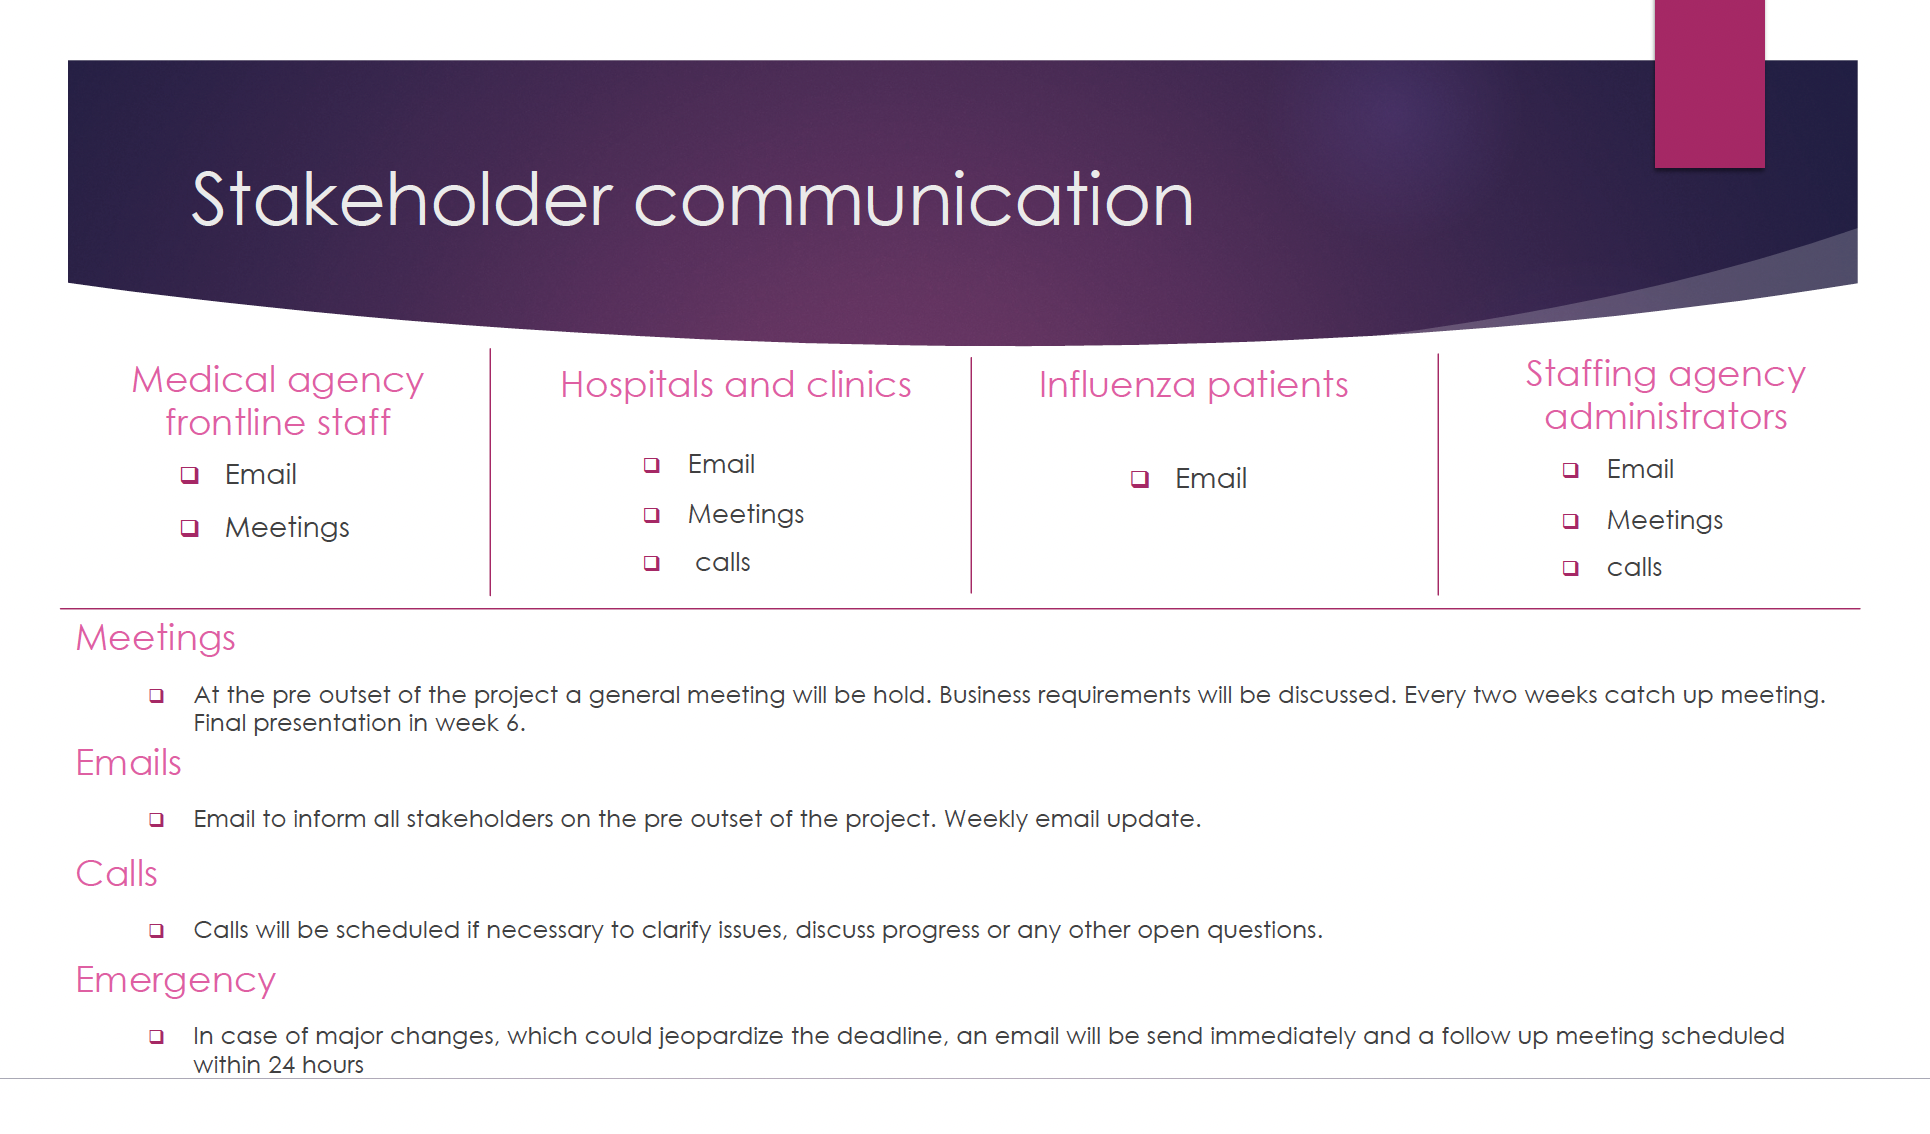 Stakeholder communication
Medical agency
frontline staff
Email
Meetings
Hospitals and clinics
Email
Meetings
calls
Influenza patients
Email
Staffing agency
administrators
Email
Meetings
calls
Meetings
At the pre outset of the project a general meeting will be hold. Business requirements will be discussed. Every two weeks catch up meeting.
Final presentation in week 6.
Emails
Email to inform all stakeholders on the pre outset of the project. Weekly email update.
Calls
Calls will be scheduled if necessary to clarify issues, discuss progress or any other open questions.
Emergency
In case of major changes, which could jeopardize the deadline, an email will be send immediately and a follow up meeting scheduled
within 24 hours